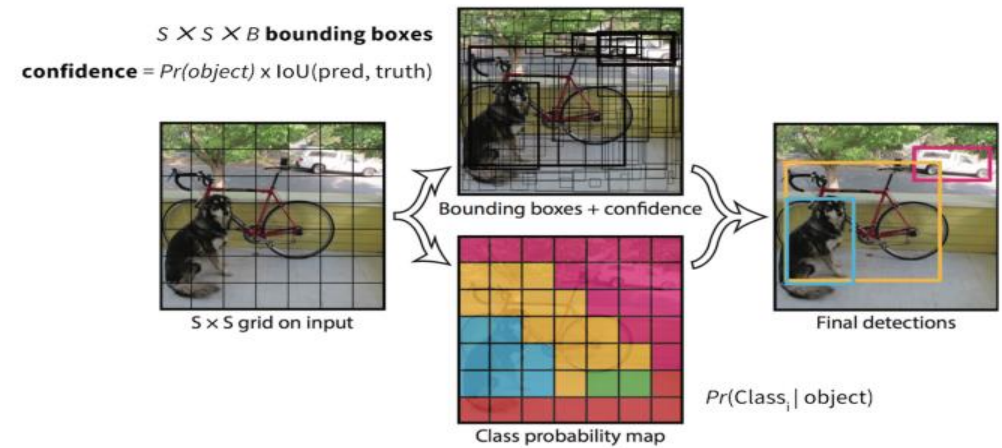 S × S × B bounding boxes
confidence = Pr(object) x IoU(pred, truth)
Bounding boxes + confidence
S × S grid on input
Final detections
Pr(Classᵢ | object)
Class probability map